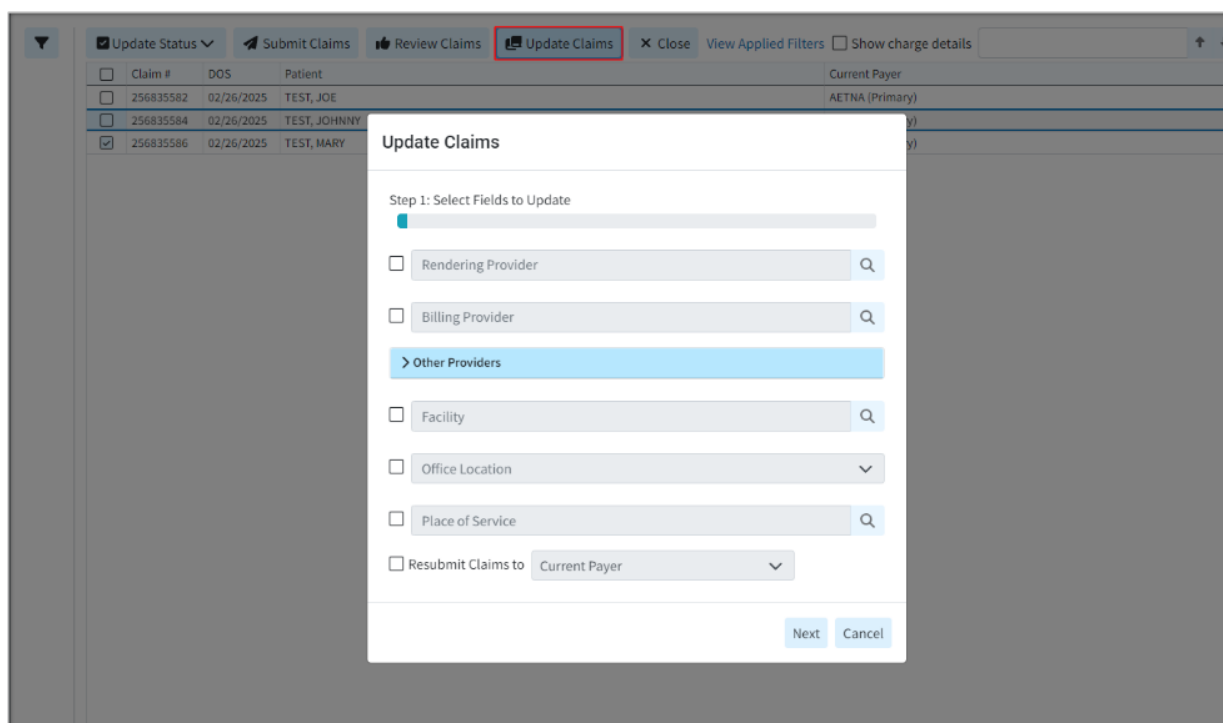 Update Status Submit Claims Review Claims Update Claims Close View Applied Filters Show charge details
Claim # DOS Patient Current Payer
256835582 02/26/2025 TEST, JOE AETNA (Primary)
256835584 02/26/2025 TEST, JOHNNY y)
256835586 02/26/2025 TEST, MARY y)
Update Claims
Step 1: Select Fields to Update
Rendering Provider
Billing Provider
Other Providers
Facility
Office Location
Place of Service
Resubmit Claims to Current Payer
Next Cancel